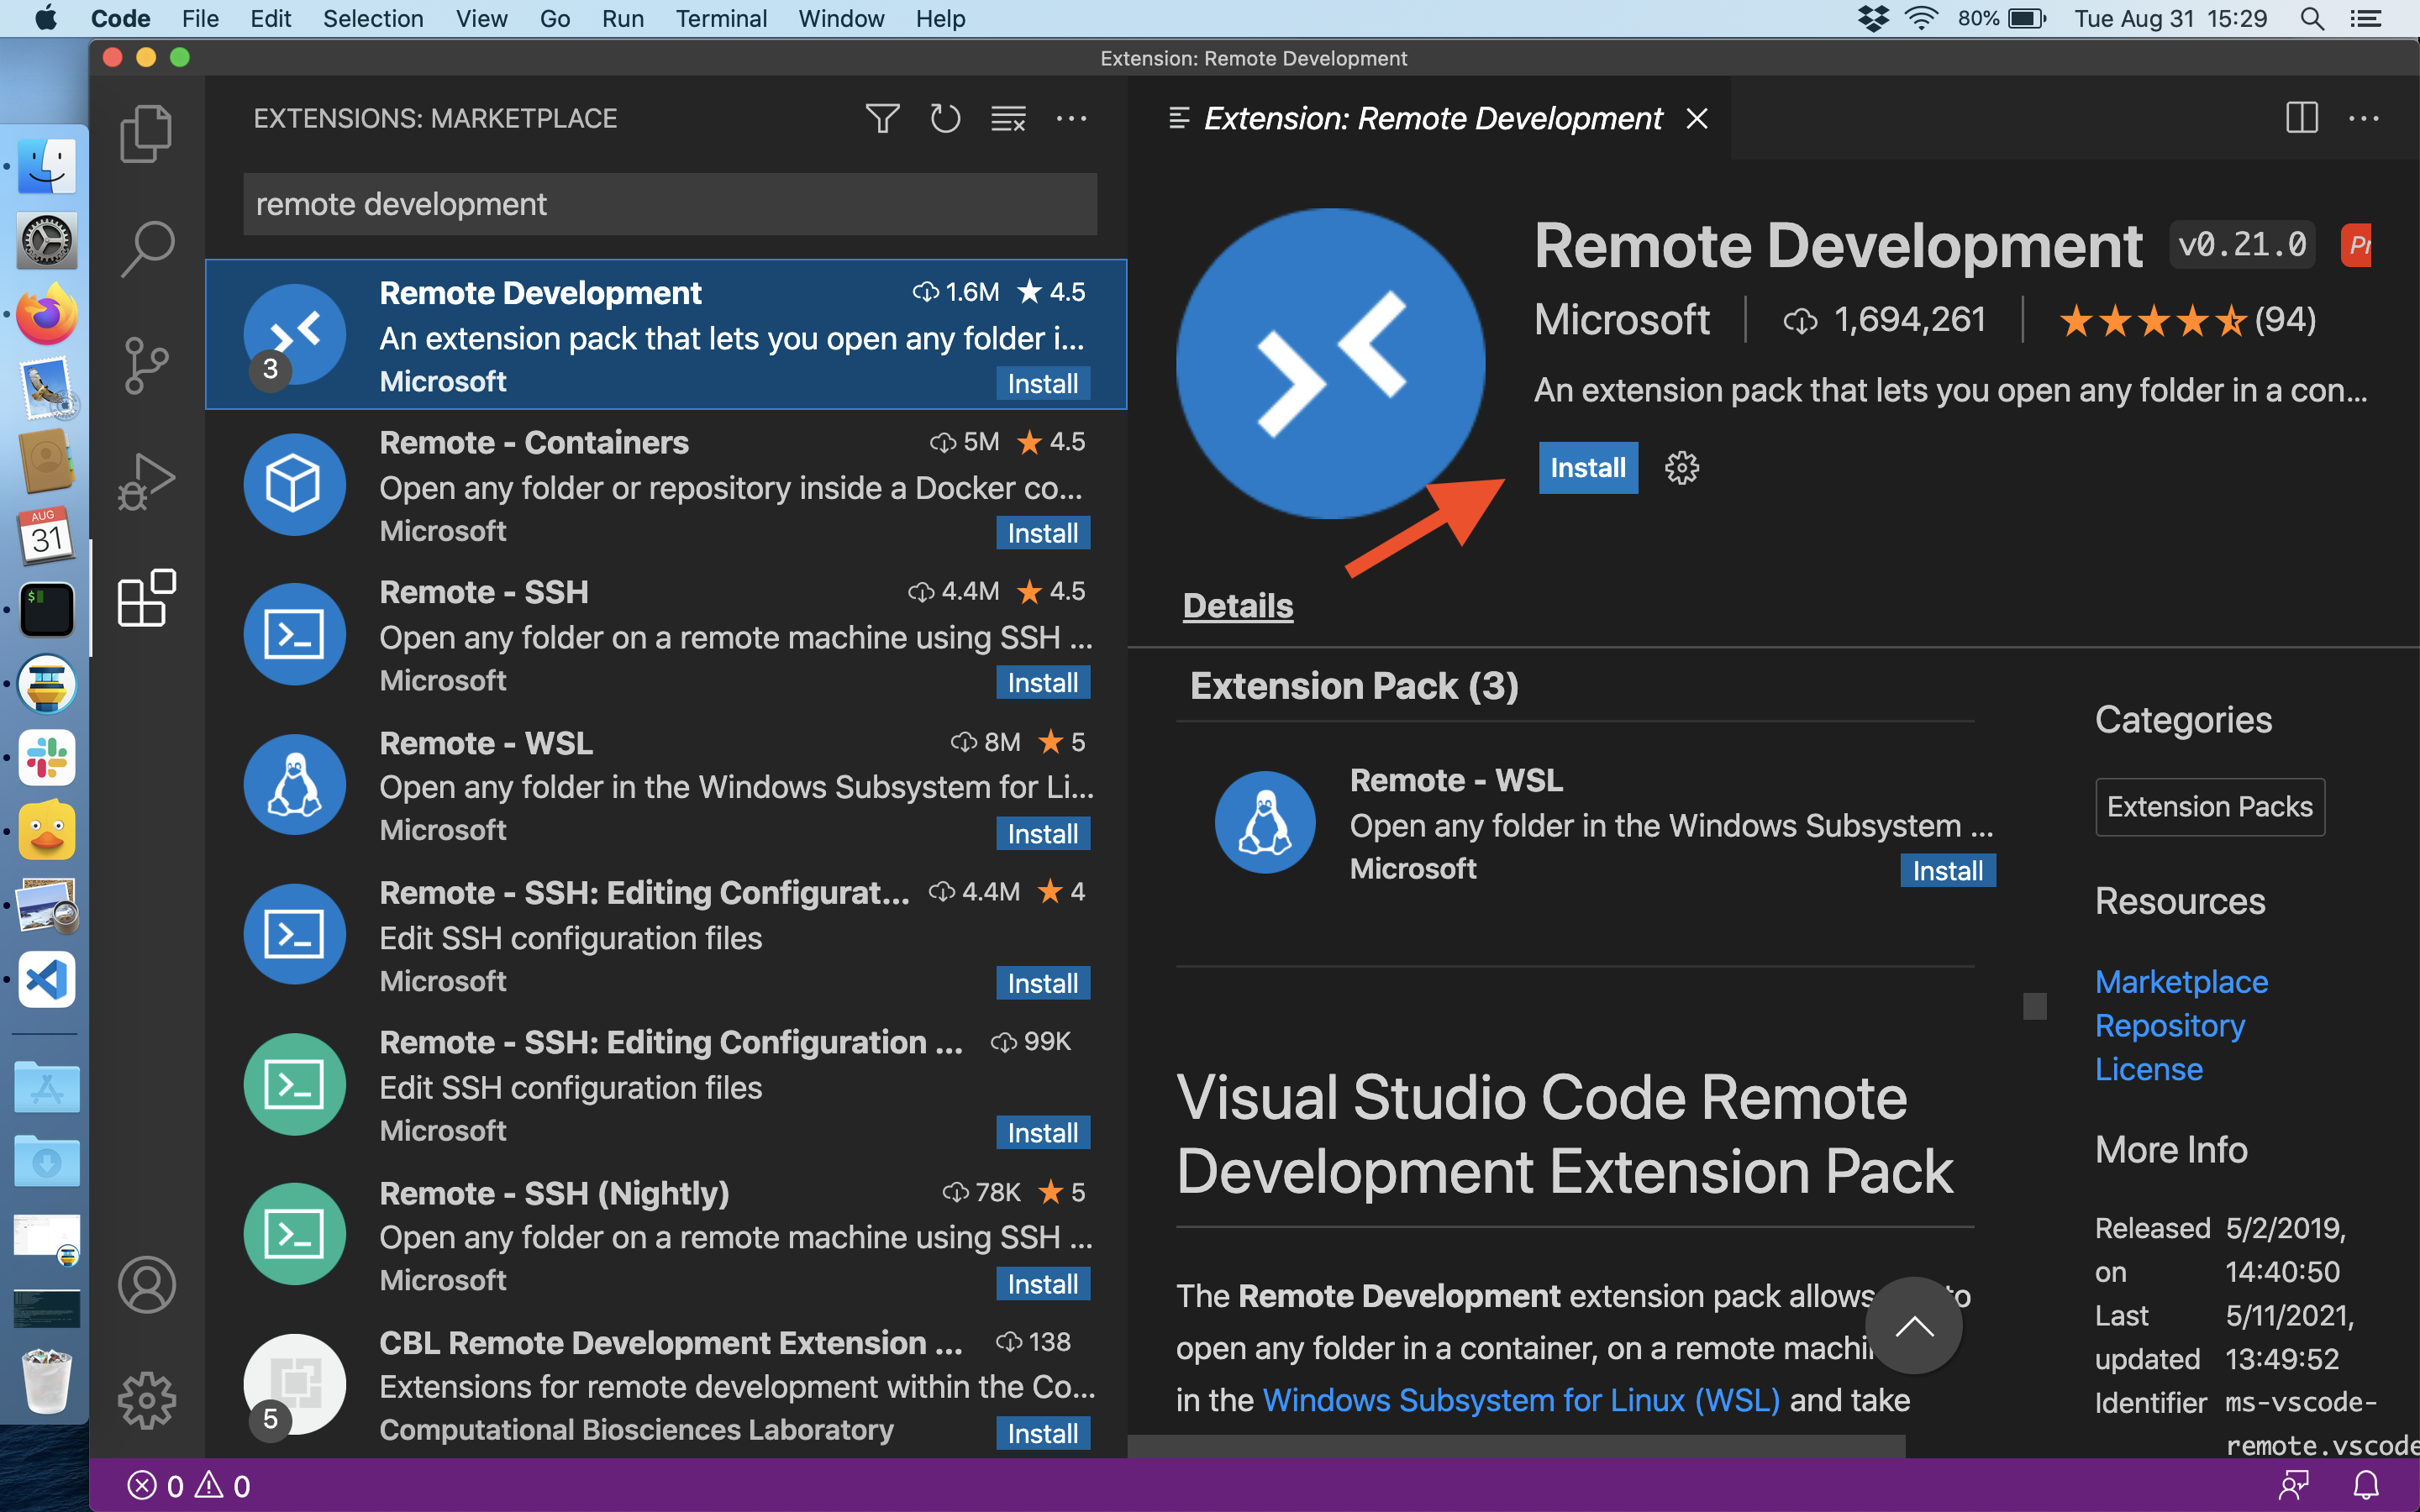 Code File Edit Selection View Go Run Terminal Window Help 80% Tue Aug 31 15:29
Extension: Remote Development
EXTENSIONS: MARKETPLACE
remote development
Remote Development 1.6M 4.5
An extension pack that lets you open any folder i...
3
Microsoft Install
Remote - Containers 5M 4.5
Open any folder or repository inside a Docker co...
Microsoft Install
Remote - SSH 4.4M 4.5
Open any folder on a remote machine using SSH ...
Microsoft Install
Remote - WSL 8M 5
Open any folder in the Windows Subsystem for Li...
Microsoft Install
Remote - SSH: Editing Configurat... 4.4M 4
Edit SSH configuration files
Microsoft Install
Remote - SSH: Editing Configuration ... 99K
Edit SSH configuration files
Microsoft Install
Remote - SSH (Nightly) 78K 5
Open any folder on a remote machine using SSH ...
Microsoft Install
CBL Remote Development Extension ... 138
Extensions for remote development within the Co...
5
Computational Biosciences Laboratory Install
Extension: Remote Development
Remote Development v0.21.0 Pr
Microsoft 1,694,261 (94)
An extension pack that lets you open any folder in a con...
Install
Details
Extension Pack (3)
Remote - WSL
Open any folder in the Windows Subsystem ...
Microsoft Install
Visual Studio Code Remote
Development Extension Pack
The Remote Development extension pack allows to
open any folder in a container, on a remote machi
in the Windows Subsystem for Linux (WSL) and take
Categories
Extension Packs
Resources
Marketplace
Repository
License
More Info
Released 5/2/2019,
on 14:40:50
Last 5/11/2021,
updated 13:49:52
Identifier ms-vscode-
remote.vscode
AUG
31
$
0 0